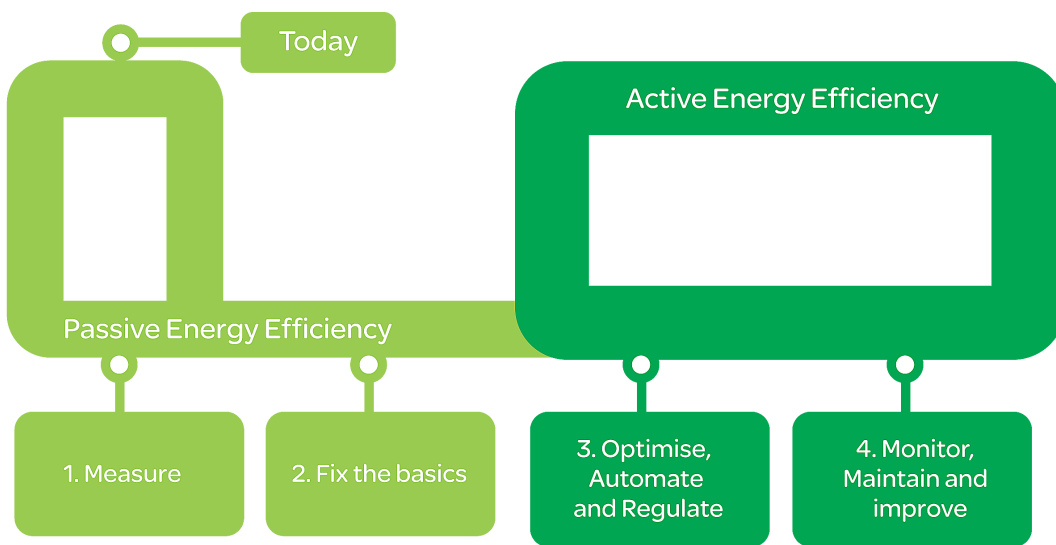 Today
Active Energy Efficiency
Passive Energy Efficiency
1. Measure
2. Fix the basics
3. Optimise,
Automate
and Regulate
4. Monitor,
Maintain and
improve